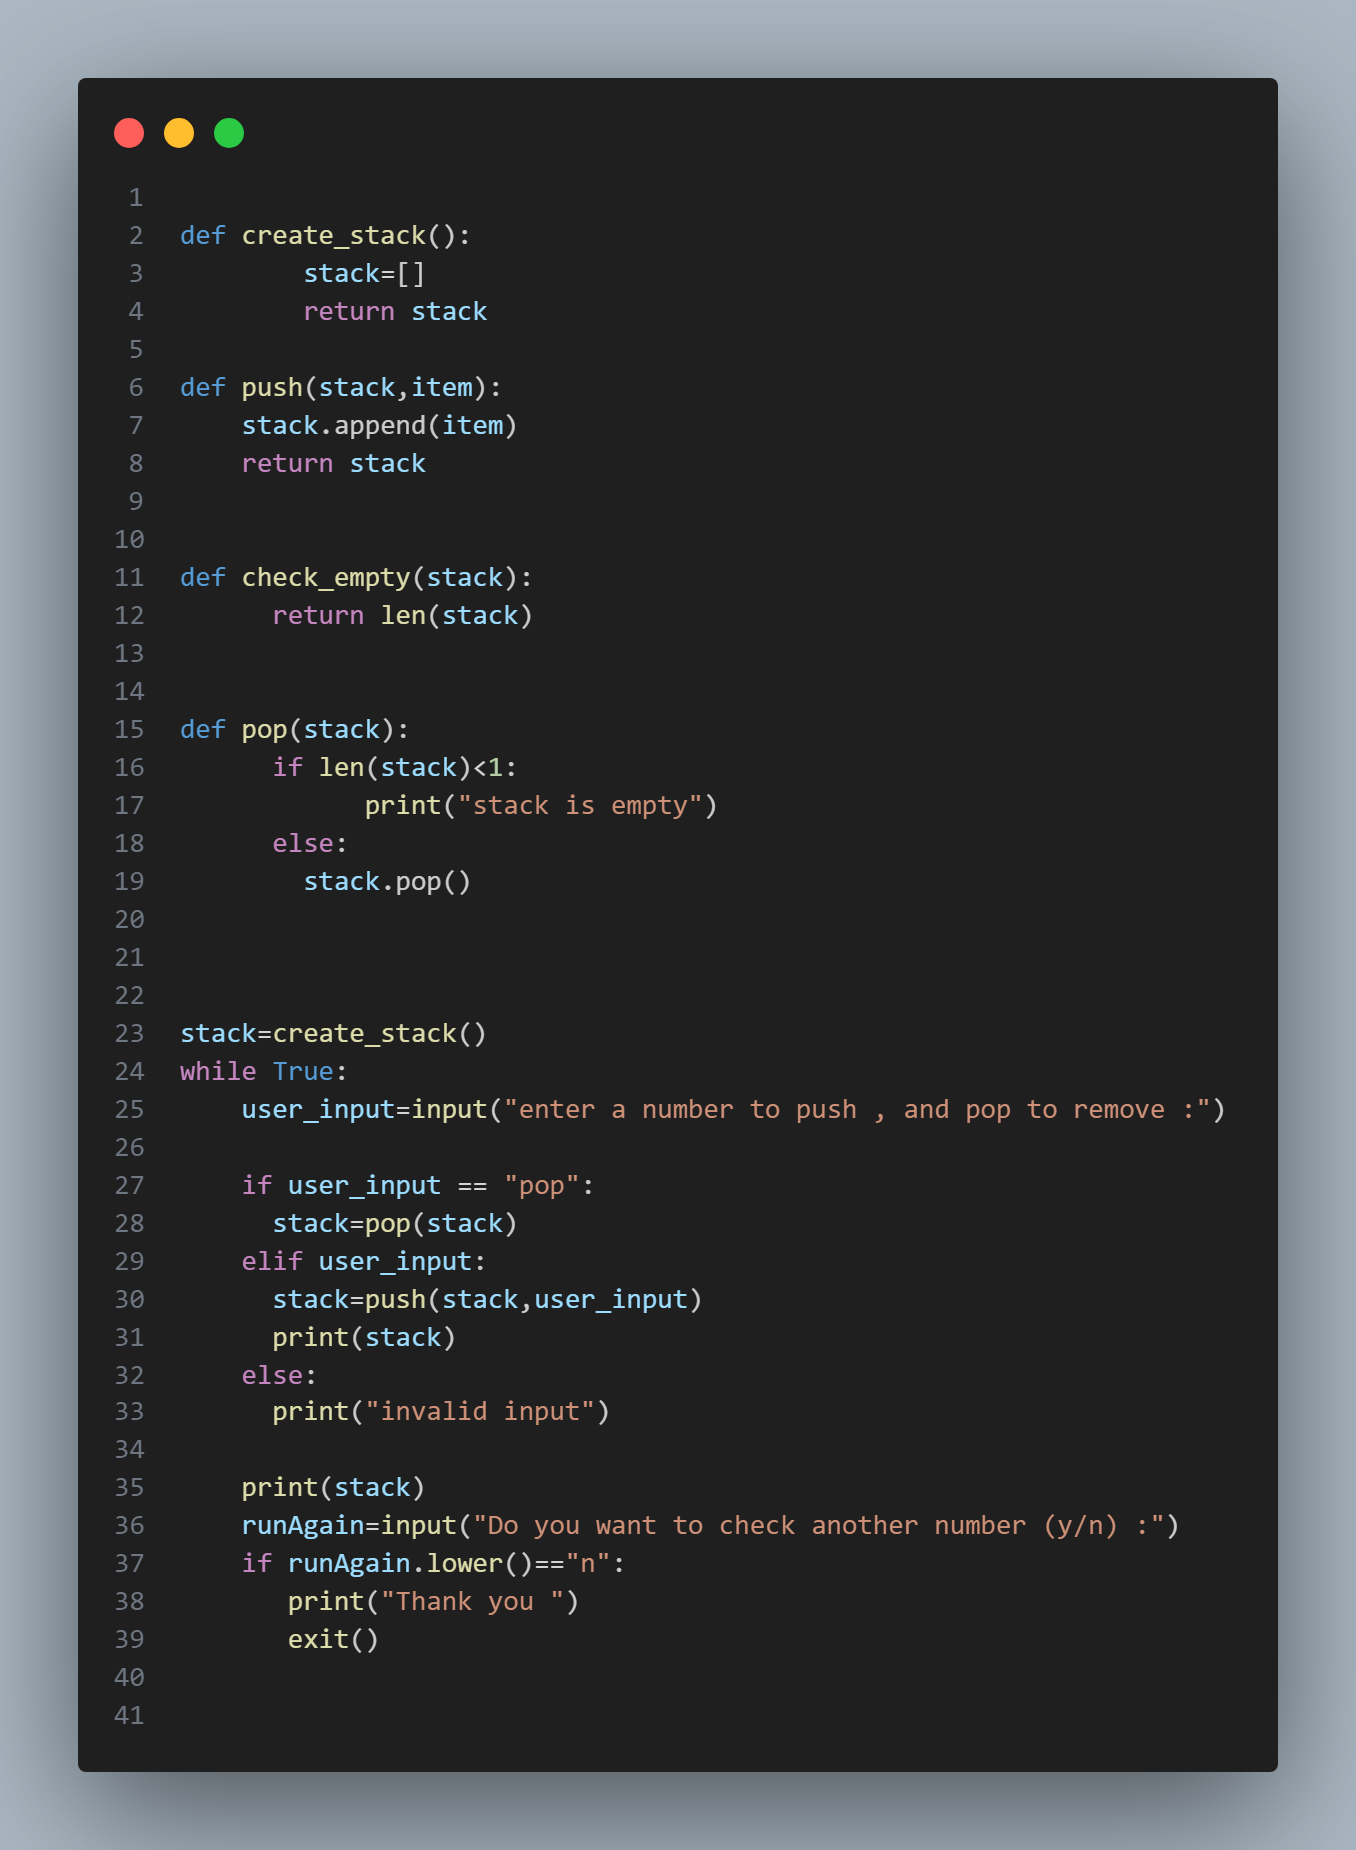 1
2 def create_stack():
3         stack=[]
4         return stack
5
6 def push(stack,item):
7     stack.append(item)
8     return stack
9
10
11 def check_empty(stack):
12       return len(stack)
13
14
15 def pop(stack):
16       if len(stack)<1:
17             print("stack is empty")
18       else:
19         stack.pop()
20
21
22
23 stack=create_stack()
24 while True:
25     user_input=input("enter a number to push , and pop to remove :")
26
27     if user_input == "pop":
28       stack=pop(stack)
29     elif user_input:
30       stack=push(stack,user_input)
31       print(stack)
32     else:
33       print("invalid input")
34
35     print(stack)
36     runAgain=input("Do you want to check another number (y/n) :")
37     if runAgain.lower()=="n":
38        print("Thank you ")
39        exit()
40
41